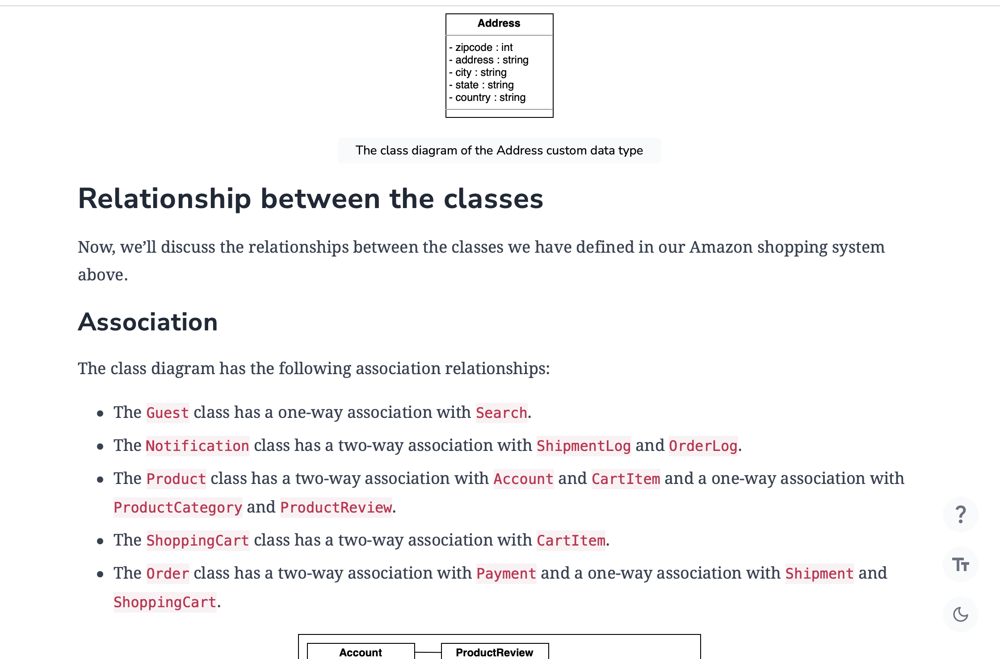 Address
- zipcode : int
- address : string
- city : string
- state : string
- country : string
The class diagram of the Address custom data type
Relationship between the classes
Now, we’ll discuss the relationships between the classes we have defined in our Amazon shopping system
above.
Association
The class diagram has the following association relationships:
• The Guest class has a one-way association with Search.
• The Notification class has a two-way association with ShipmentLog and OrderLog.
• The Product class has a two-way association with Account and CartItem and a one-way association with
ProductCategory and ProductReview.
• The ShoppingCart class has a two-way association with CartItem.
• The Order class has a two-way association with Payment and a one-way association with Shipment and
ShoppingCart.
?
Tт
Account
ProductReview